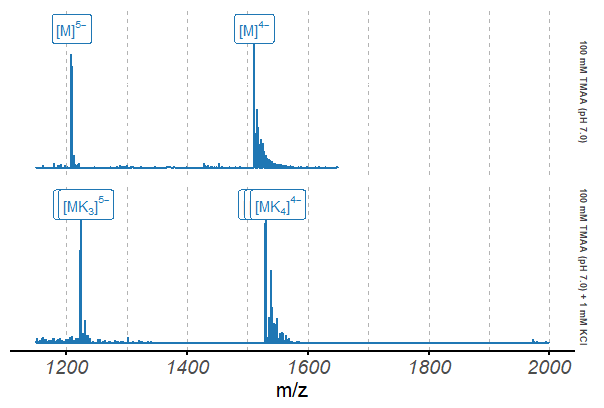 [M]⁵⁻
[M]⁴⁻
100 mM TMAA (pH 7.0)
[MK₃]⁵⁻
[MK₄]⁴⁻
100 mM TMAA (pH 7.0) + 1 mM KCl
1200
1400
1600
1800
2000
m/z